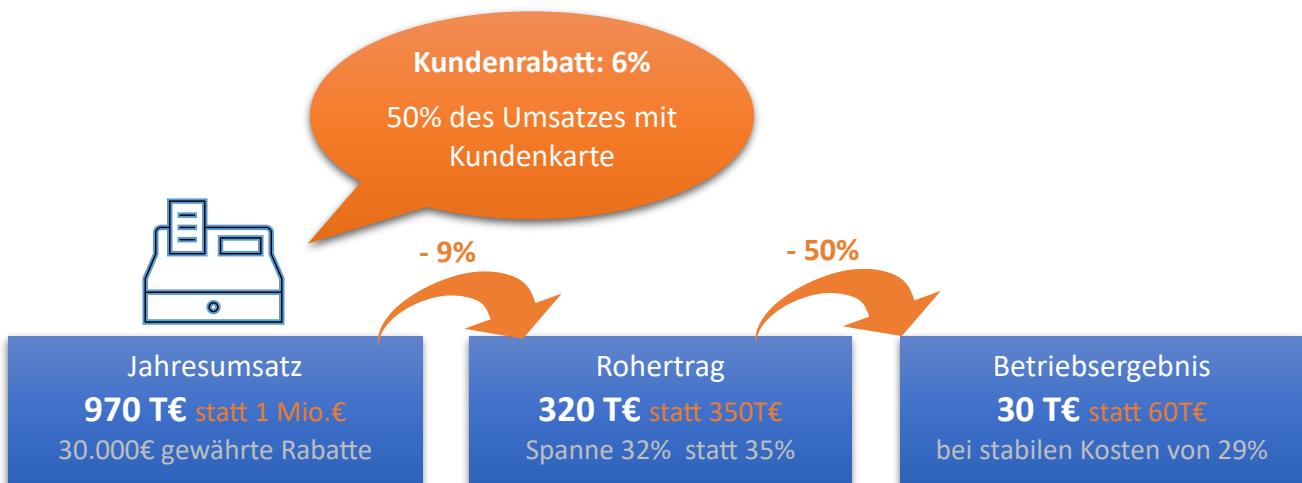 Kundenrabatt: 6%
50% des Umsatzes mit
Kundenkarte
- 9%
- 50%
Jahresumsatz
970 T€ statt 1 Mio.€
30.000€ gewährte Rabatte
Rohertrag
320 T€ statt 350T€
Spanne 32% statt 35%
Betriebsergebnis
30 T€ statt 60T€
bei stabilen Kosten von 29%